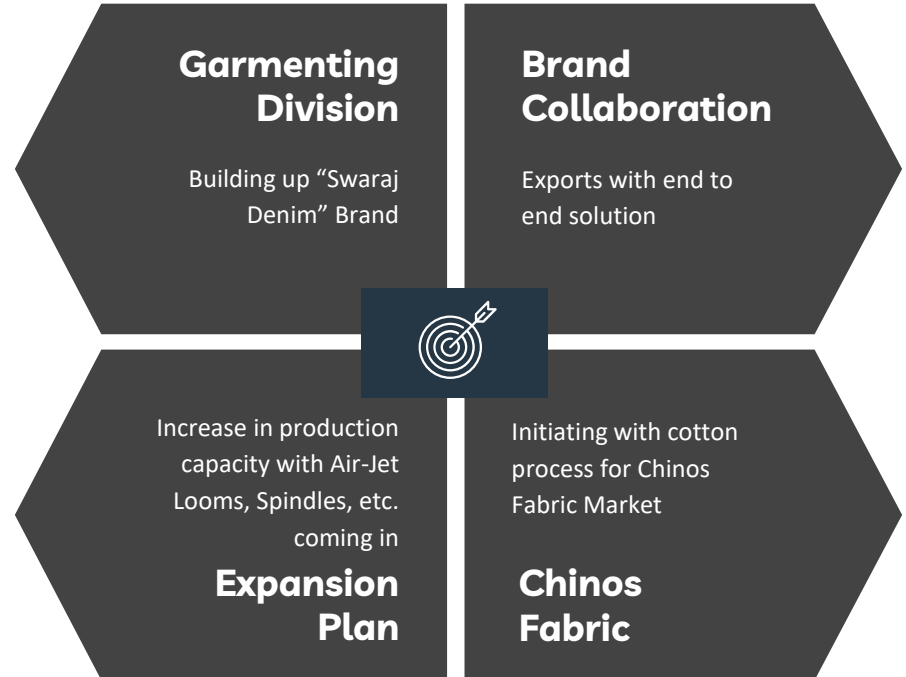 Garmenting
Division
Building up “Swaraj
Denim” Brand
Brand
Collaboration
Exports with end to
end solution
Increase in production
capacity with Air-Jet
Looms, Spindles, etc.
coming in
Expansion
Plan
Initiating with cotton
process for Chinos
Fabric Market
Chinos
Fabric